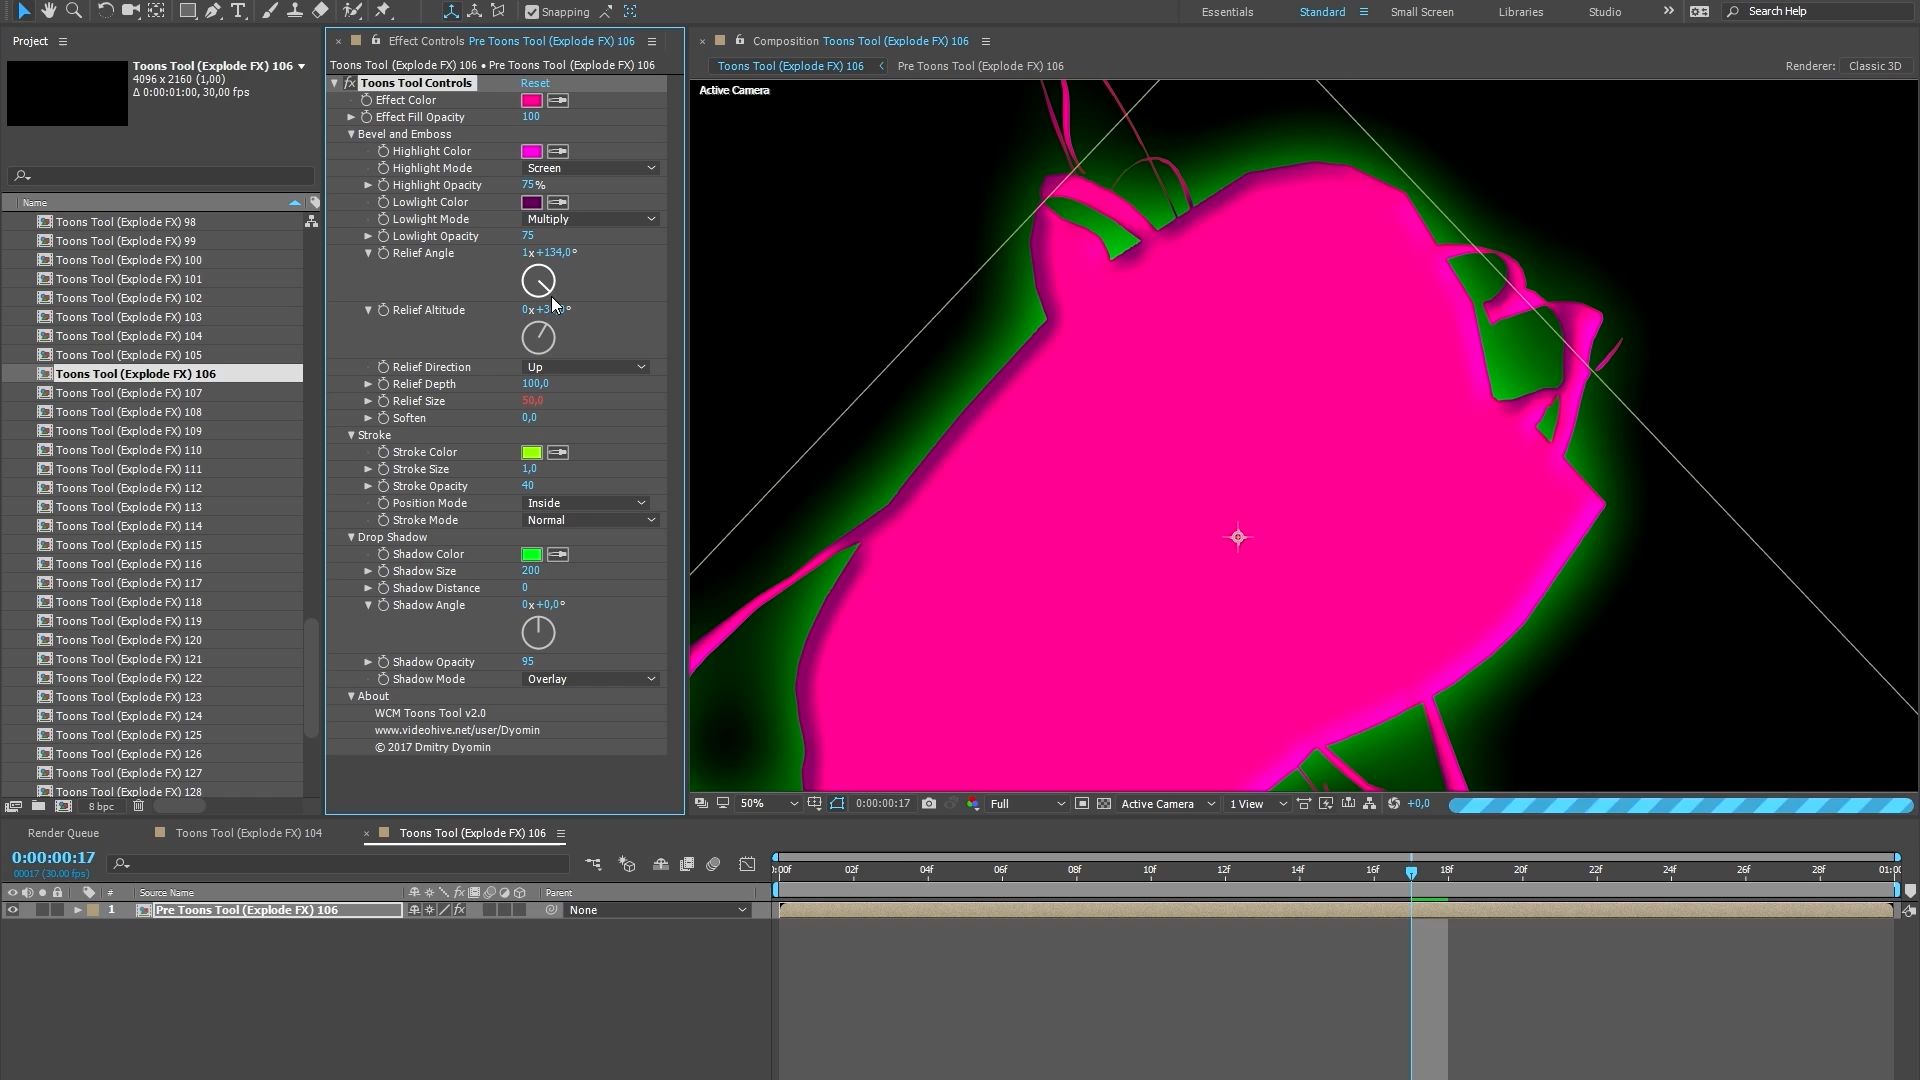 Snapping
Essentials
Standard
Small Screen
Libraries
Studio
Search Help
Project
Toons Tool (Explode FX) 106
4096 x 2160 (1,00)
Δ 0:00:01:00, 30,00 fps
Name
Toons Tool (Explode FX) 98
Toons Tool (Explode FX) 99
Toons Tool (Explode FX) 100
Toons Tool (Explode FX) 101
Toons Tool (Explode FX) 102
Toons Tool (Explode FX) 103
Toons Tool (Explode FX) 104
Toons Tool (Explode FX) 105
Toons Tool (Explode FX) 106
Toons Tool (Explode FX) 107
Toons Tool (Explode FX) 108
Toons Tool (Explode FX) 109
Toons Tool (Explode FX) 110
Toons Tool (Explode FX) 111
Toons Tool (Explode FX) 112
Toons Tool (Explode FX) 113
Toons Tool (Explode FX) 114
Toons Tool (Explode FX) 115
Toons Tool (Explode FX) 116
Toons Tool (Explode FX) 117
Toons Tool (Explode FX) 118
Toons Tool (Explode FX) 119
Toons Tool (Explode FX) 120
Toons Tool (Explode FX) 121
Toons Tool (Explode FX) 122
Toons Tool (Explode FX) 123
Toons Tool (Explode FX) 124
Toons Tool (Explode FX) 125
Toons Tool (Explode FX) 126
Toons Tool (Explode FX) 127
Toons Tool (Explode FX) 128
8 bpc
Effect Controls Pre Toons Tool (Explode FX) 106
Toons Tool (Explode FX) 106 • Pre Toons Tool (Explode FX) 106
fx Toons Tool Controls Reset
Effect Color
Effect Fill Opacity 100
Bevel and Emboss
Highlight Color
Highlight Mode Screen
Highlight Opacity 75%
Lowlight Color
Lowlight Mode Multiply
Lowlight Opacity 75
Relief Angle 1x+134,0°
Relief Altitude
Relief Direction Up
Relief Depth 100,0
Relief Size 50,0
Soften 0,0
Stroke
Stroke Color
Stroke Size 1,0
Stroke Opacity 40
Position Mode Inside
Stroke Mode Normal
Drop Shadow
Shadow Color
Shadow Size 200
Shadow Distance 0
Shadow Angle 0x+0,0°
Shadow Opacity 95
Shadow Mode Overlay
About
WCM Toons Tool v2.0
www.videohive.net/user/Dyomin
© 2017 Dmitry Dyomin
Composition Toons Tool (Explode FX) 106
Toons Tool (Explode FX) 106
Pre Toons Tool (Explode FX) 106
Renderer: Classic 3D
Active Camera
50%
0:00:00:17
Full
Active Camera
1 View
+0,0
Render Queue
Toons Tool (Explode FX) 104
Toons Tool (Explode FX) 106
0:00:00:17
00017 (30.00 fps)
# Source Name
fx
Parent
1 Pre Toons Tool (Explode FX) 106
fx
None
02f 04f 06f 08f 10f 12f 14f 16f 18f 20f 22f 24f 26f 28f